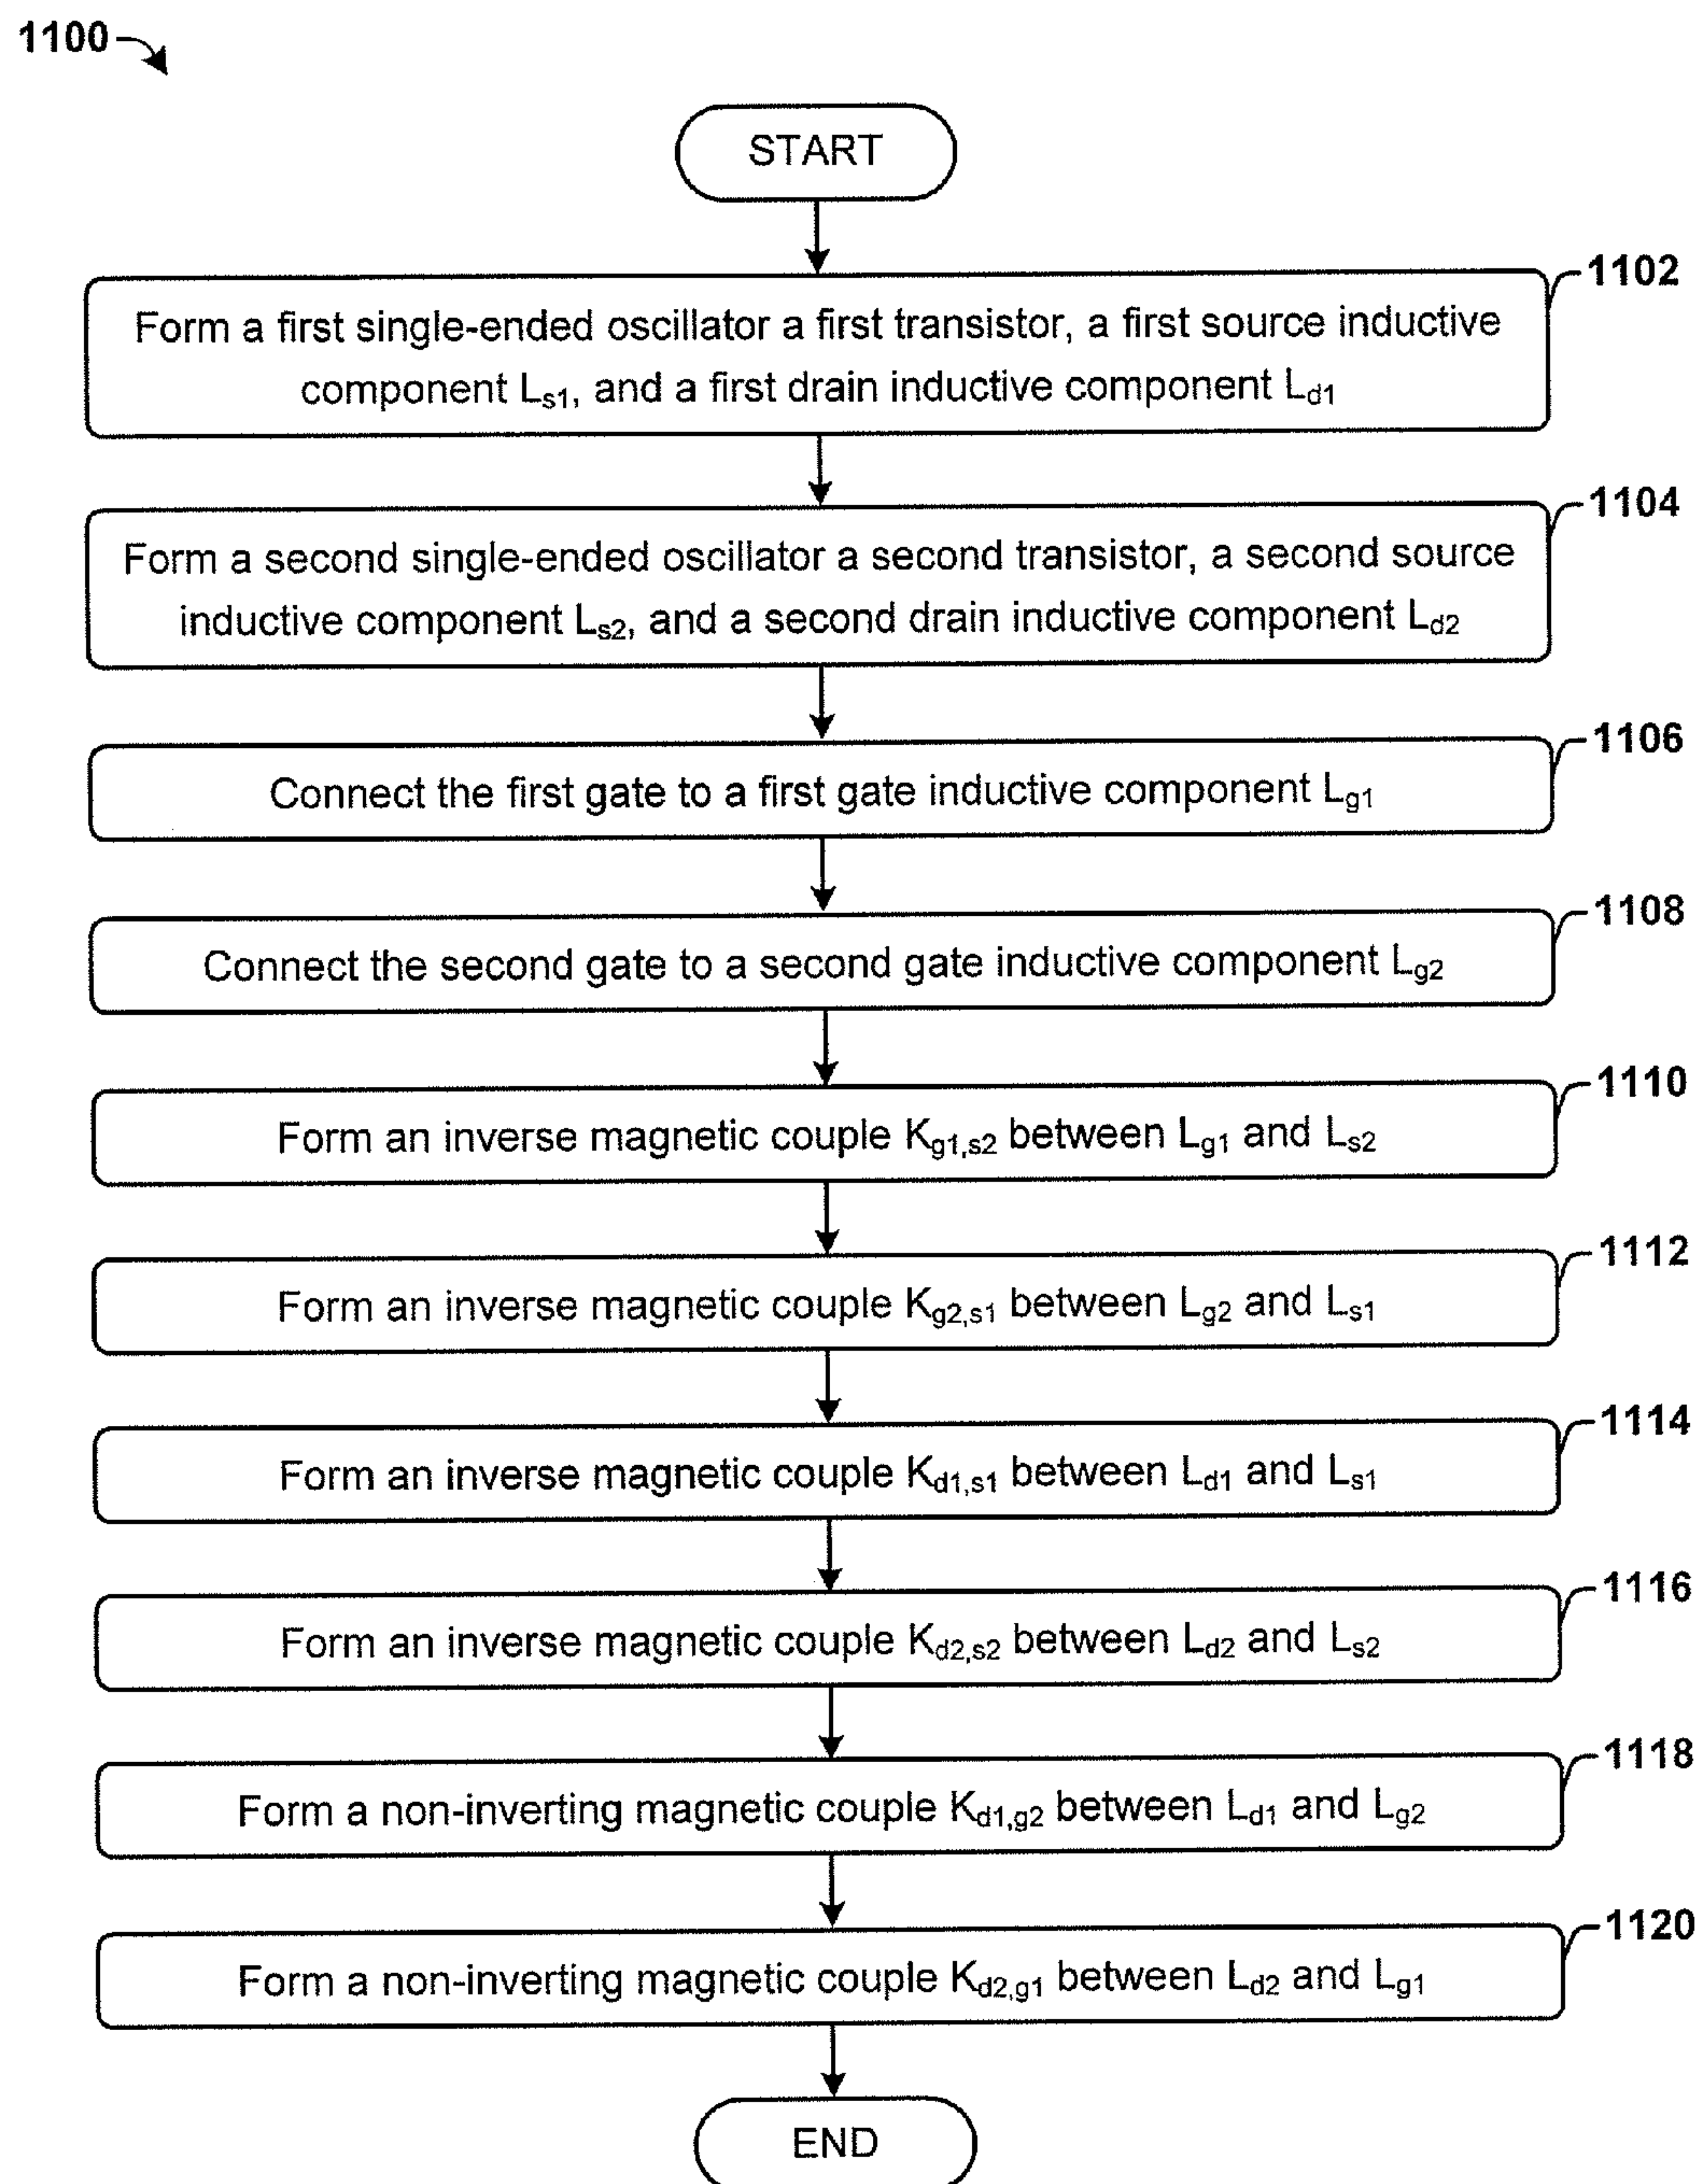 1100
START
1102
Form a first single-ended oscillator a first transistor, a first source inductive
component Ls1, and a first drain inductive component Ld1
1104
Form a second single-ended oscillator a second transistor, a second source
inductive component Ls2, and a second drain inductive component Ld2
1106
Connect the first gate to a first gate inductive component Lg1
1108
Connect the second gate to a second gate inductive component Lg2
1110
Form an inverse magnetic couple Kg1,s2 between Lg1 and Ls2
1112
Form an inverse magnetic couple Kg2,s1 between Lg2 and Ls1
1114
Form an inverse magnetic couple Kd1,s1 between Ld1 and Ls1
1116
Form an inverse magnetic couple Kd2,s2 between Ld2 and Ls2
1118
Form a non-inverting magnetic couple Kd1,g2 between Ld1 and Lg2
1120
Form a non-inverting magnetic couple Kd2,g1 between Ld2 and Lg1
END